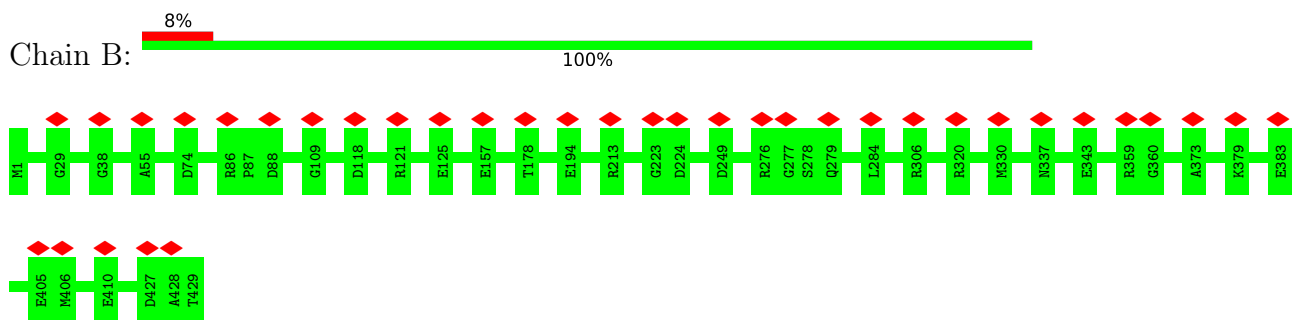 8%
Chain B:
100%
M1 G29 G38 A55 D74 R86 P87 D88 G109 D118 R121 E125 E157 T178 E194 R213 G223 D224 D249 R276 G277 S278 Q279 L284 R306 R320 M330 N337 E343 R359 G360 A373 K379 E383
E405 M406 E410 D427 A428 T429